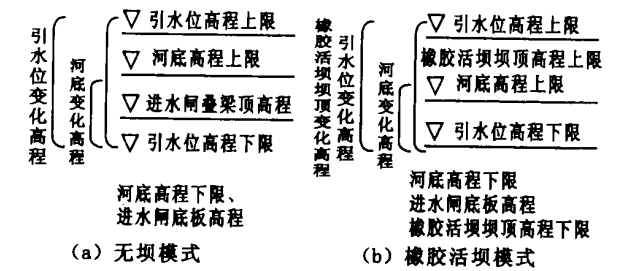 引水位变化高程
河底变化高程
▽ 引水位高程上限
▽ 河底高程上限
▽ 进水闸叠梁顶高程
▽ 引水位高程下限
河底高程下限、
进水闸底板高程
(a) 无坝模式
橡胶活坝坝顶变化高程
引水位变化高程
河底变化高程
▽ 引水位高程上限
橡胶活坝坝顶高程上限
▽ 河底高程上限
▽ 引水位高程下限
河底高程下限
进水闸底板高程
橡胶活坝坝顶高程下限
(b) 橡胶活坝模式